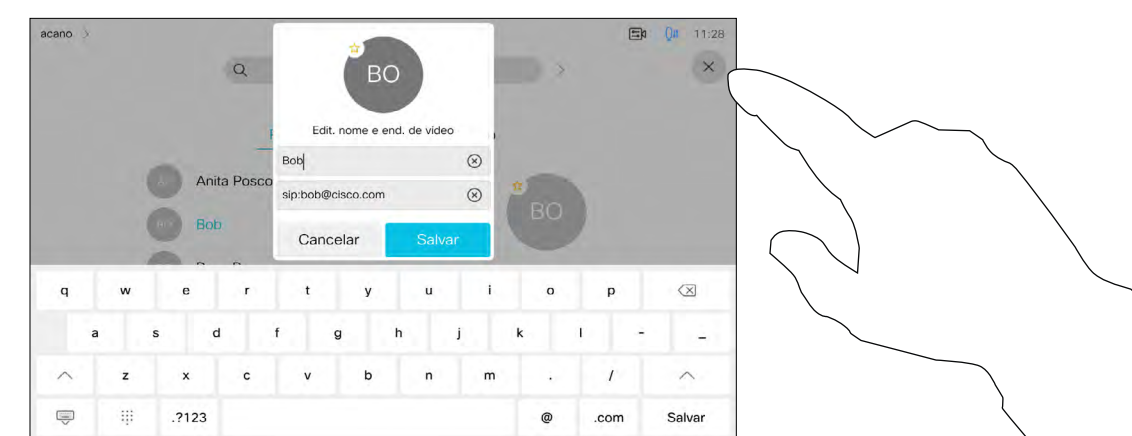 acano >
11:28
BO
Edit. nome e end. de vídeo
Bob
sip:bob@cisco.com
Cancelar Salvar
Anita Posco
Bob
BO
q w e r t y u i o p
a s d f g h j k l - _
z x c v b n m . /
.?123 @ .com Salvar